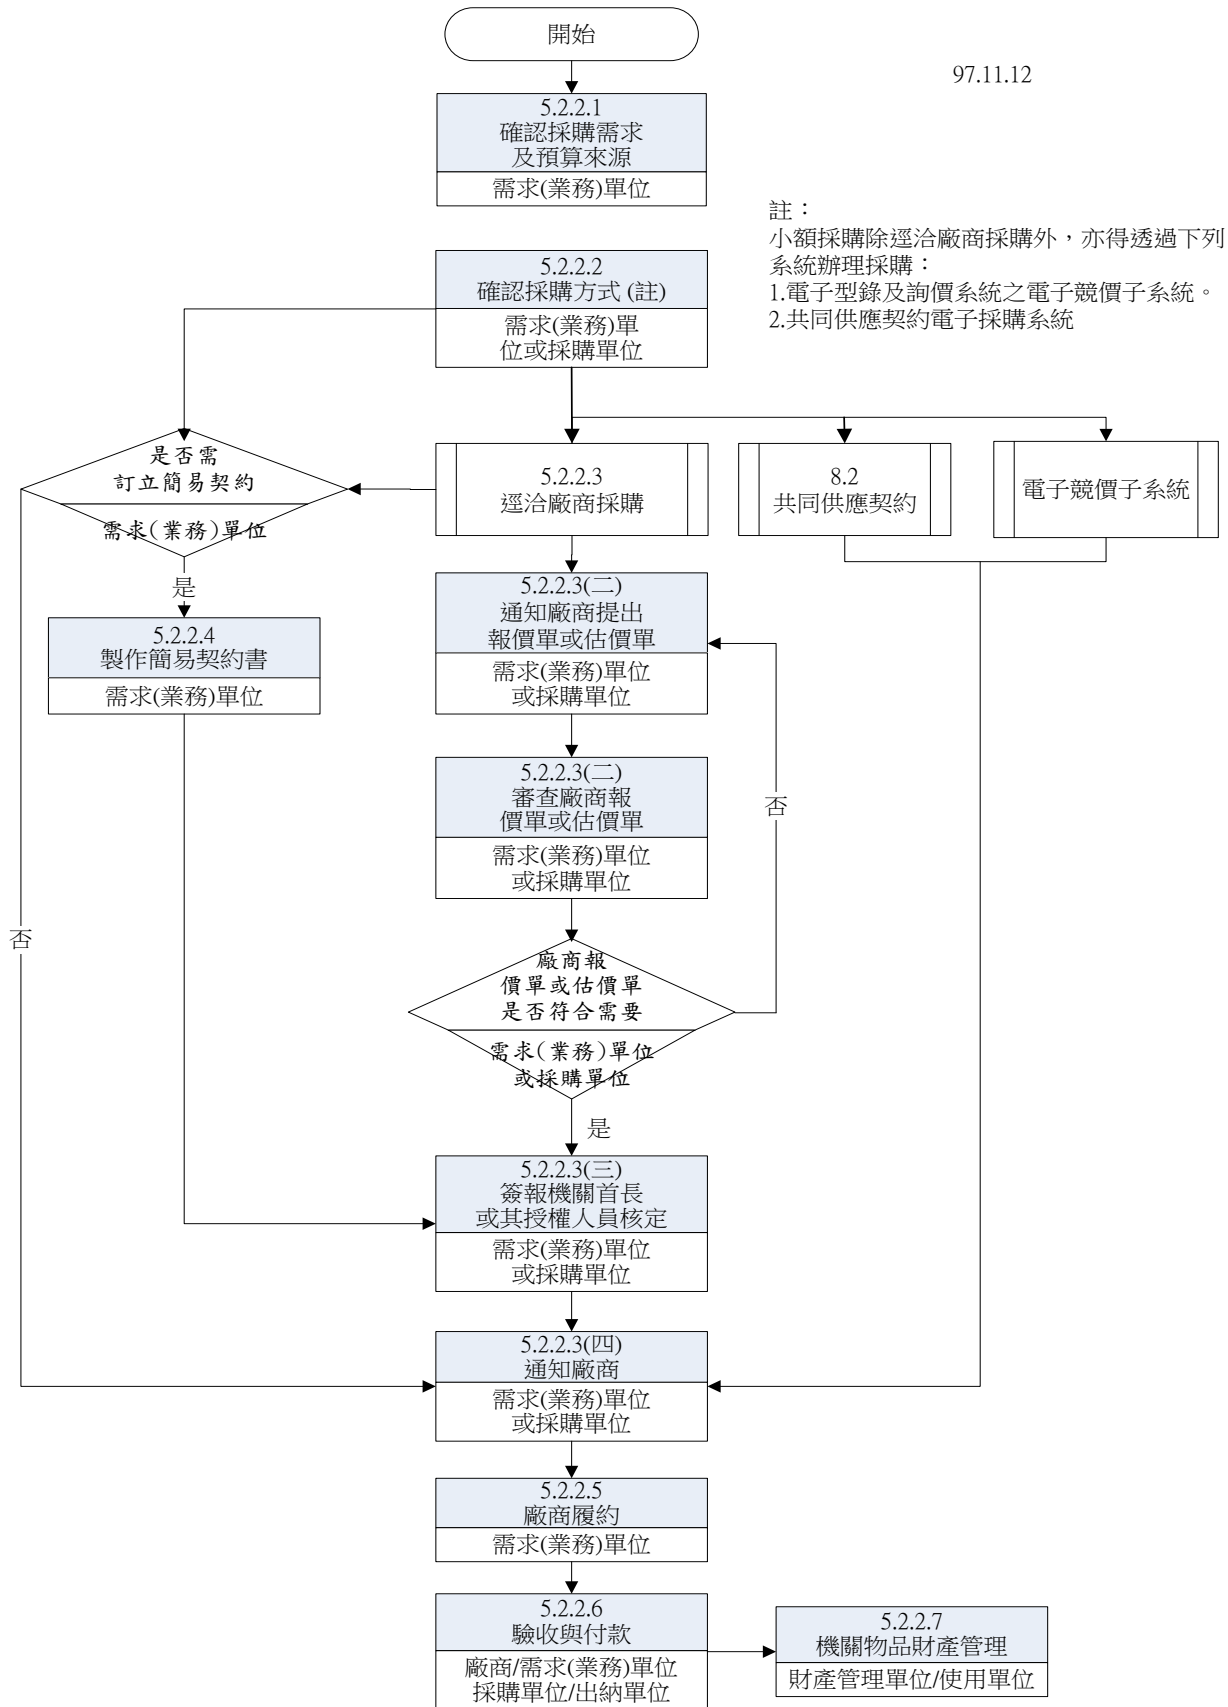 開始
97.11.12
5.2.2.1
確認採購需求
及預算來源
需求(業務)單位
註：
小額採購除逕洽廠商採購外，亦得透過下列
系統辦理採購：
1.電子型錄及詢價系統之電子競價子系統。
2.共同供應契約電子採購系統
5.2.2.2
確認採購方式 (註)
需求(業務)單
位或採購單位
是否需
訂立簡易契約
需求(業務)單位
5.2.2.3
逕洽廠商採購
8.2
共同供應契約
電子競價子系統
是
5.2.2.4
製作簡易契約書
需求(業務)單位
5.2.2.3(二)
通知廠商提出
報價單或估價單
需求(業務)單位
或採購單位
5.2.2.3(二)
審查廠商報
價單或估價單
需求(業務)單位
或採購單位
否
否
廠商報
價單或估價單
是否符合需要
需求(業務)單位
或採購單位
是
5.2.2.3(三)
簽報機關首長
或其授權人員核定
需求(業務)單位
或採購單位
5.2.2.3(四)
通知廠商
需求(業務)單位
或採購單位
5.2.2.5
廠商履約
需求(業務)單位
5.2.2.6
驗收與付款
廠商/需求(業務)單位
採購單位/出納單位
5.2.2.7
機關物品財產管理
財產管理單位/使用單位